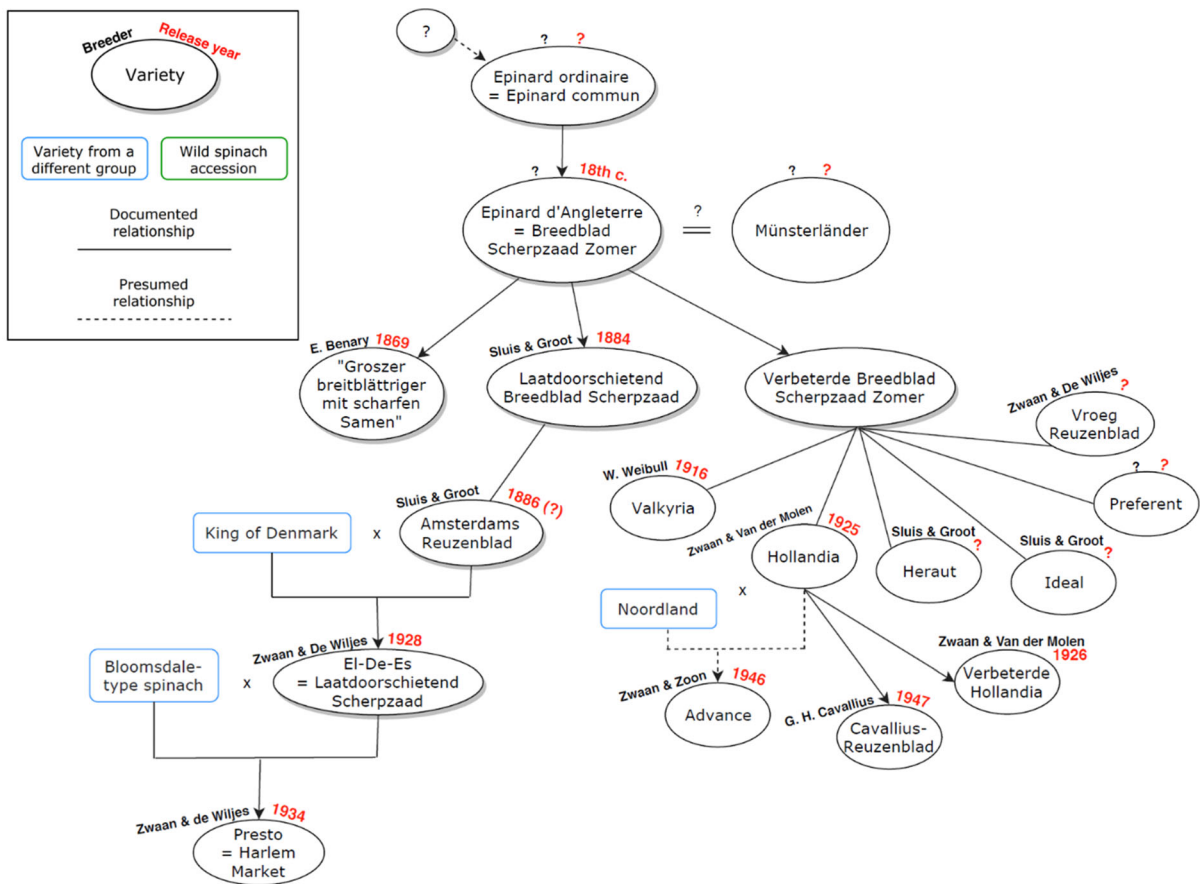 Breeder
Release year
Variety
Variety from a
different group
Wild spinach
accession
Documented
relationship
Presumed
relationship
?
? ?
Epinard ordinaire
= Epinard commun
? 18th c.
Epinard d'Angleterre
= Breedblad
Scherpzaad Zomer
?
=
? ?
Münsterländer
E. Benary 1869
"Groszer
breitblättriger
mit scharfen
Samen"
Sluis & Groot 1884
Laatdoorschietend
Breedblad Scherpzaad
Verbeterde Breedblad
Scherpzaad Zomer
Zwaan & De Wiljes ?
Vroeg
Reuzenblad
W. Weibull 1916
Valkyria
? ?
Preferent
King of Denmark
x
Sluis & Groot 1886 (?)
Amsterdams
Reuzenblad
Zwaan & Van der Molen 1925
Hollandia
Sluis & Groot ?
Heraut
Sluis & Groot ?
Ideal
Noordland
x
Bloomsdale-
type spinach
x
Zwaan & De Wiljes 1928
El-De-Es
= Laatdoorschietend
Scherpzaad
Zwaan & Zoon 1946
Advance
G. H. Cavallius 1947
Cavallius-
Reuzenblad
Zwaan & Van der Molen
1926
Verbeterde
Hollandia
Zwaan & de Wiljes 1934
Presto
= Harlem
Market